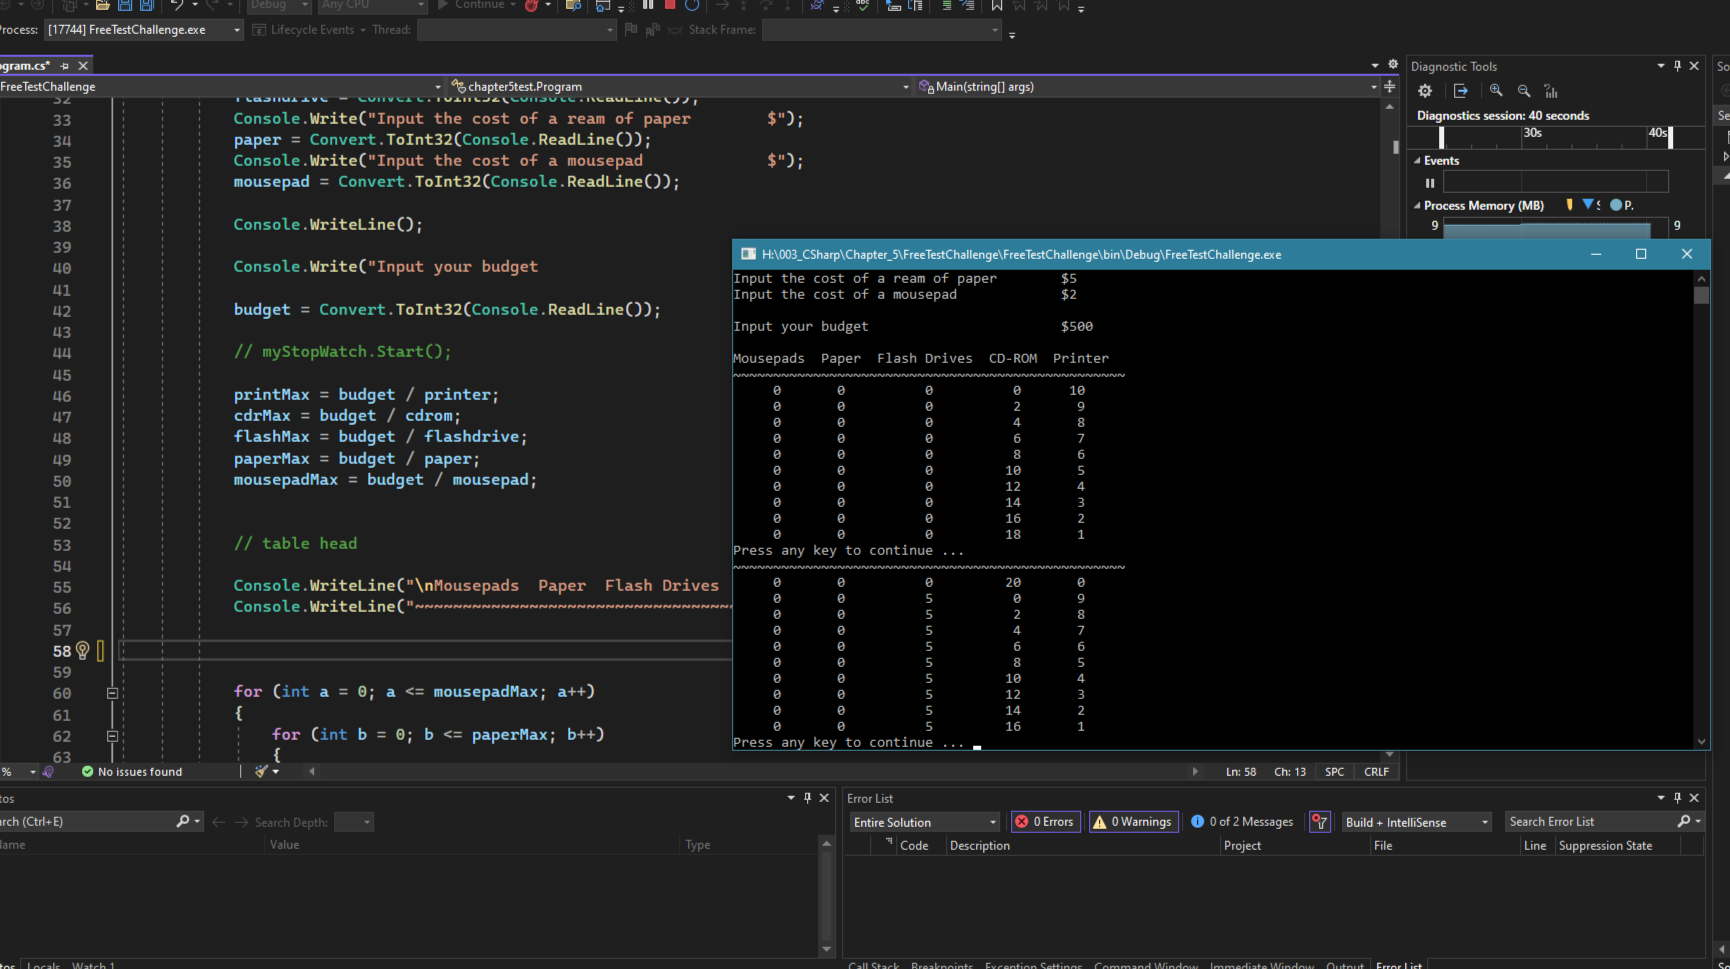 Debug
Any CPU
Continue
rocess:
[17744] FreeTestChallenge.exe
Lifecycle Events
Thread:
Stack Frame:
ogram.cs*
FreeTestChallenge
chapter5test.Program
Main(string[] args)
32 flashdrive = Convert.ToInt32(Console.ReadLine());
33 Console.Write("Input the cost of a ream of paper        $");
34 paper = Convert.ToInt32(Console.ReadLine());
35 Console.Write("Input the cost of a mousepad             $");
36 mousepad = Convert.ToInt32(Console.ReadLine());
37
38 Console.WriteLine();
39
40 Console.Write("Input your budget
41
42 budget = Convert.ToInt32(Console.ReadLine());
43
44 // myStopWatch.Start();
45
46 printMax = budget / printer;
47 cdrMax = budget / cdrom;
48 flashMax = budget / flashdrive;
49 paperMax = budget / paper;
50 mousepadMax = budget / mousepad;
51
52
53 // table head
54
55 Console.WriteLine("\nMousepads  Paper  Flash Drives
56 Console.WriteLine("~~~~~~~~~~~~~~~~~~~~~~~~~~~~~~~~~
57
58
59
60 for (int a = 0; a <= mousepadMax; a++)
61 {
62 for (int b = 0; b <= paperMax; b++)
63 {
%
No issues found
Ln: 58
Ch: 13
SPC
CRLF
H:\003_CSharp\Chapter_5\FreeTestChallenge\FreeTestChallenge\bin\Debug\FreeTestChallenge.exe
Input the cost of a ream of paper        $5
Input the cost of a mousepad             $2
Input your budget                        $500
Mousepads  Paper  Flash Drives  CD-ROM  Printer
~~~~~~~~~~~~~~~~~~~~~~~~~~~~~~~~~~~~~~~~~~~~~~~~~
0 0 0 0 10
0 0 0 2 9
0 0 0 4 8
0 0 0 6 7
0 0 0 8 6
0 0 0 10 5
0 0 0 12 4
0 0 0 14 3
0 0 0 16 2
0 0 0 18 1
Press any key to continue ...
~~~~~~~~~~~~~~~~~~~~~~~~~~~~~~~~~~~~~~~~~~~~~~~~~
0 0 0 20 0
0 0 5 0 9
0 0 5 2 8
0 0 5 4 7
0 0 5 6 6
0 0 5 8 5
0 0 5 10 4
0 0 5 12 3
0 0 5 14 2
0 0 5 16 1
Press any key to continue ...
Diagnostic Tools
Diagnostics session: 40 seconds
30s
40s
Events
Process Memory (MB)
S
P.
9
9
So
Se
tos
rch (Ctrl+E)
Search Depth:
ame
Value
Type
tos
Locals
Watch 1
Error List
Entire Solution
0 Errors
0 Warnings
0 of 2 Messages
Build + IntelliSense
Search Error List
Code
Description
Project
File
Line
Suppression State
Call Stack
Breakpoints
Exception Settings
Command Window
Immediate Window
Output
Error List